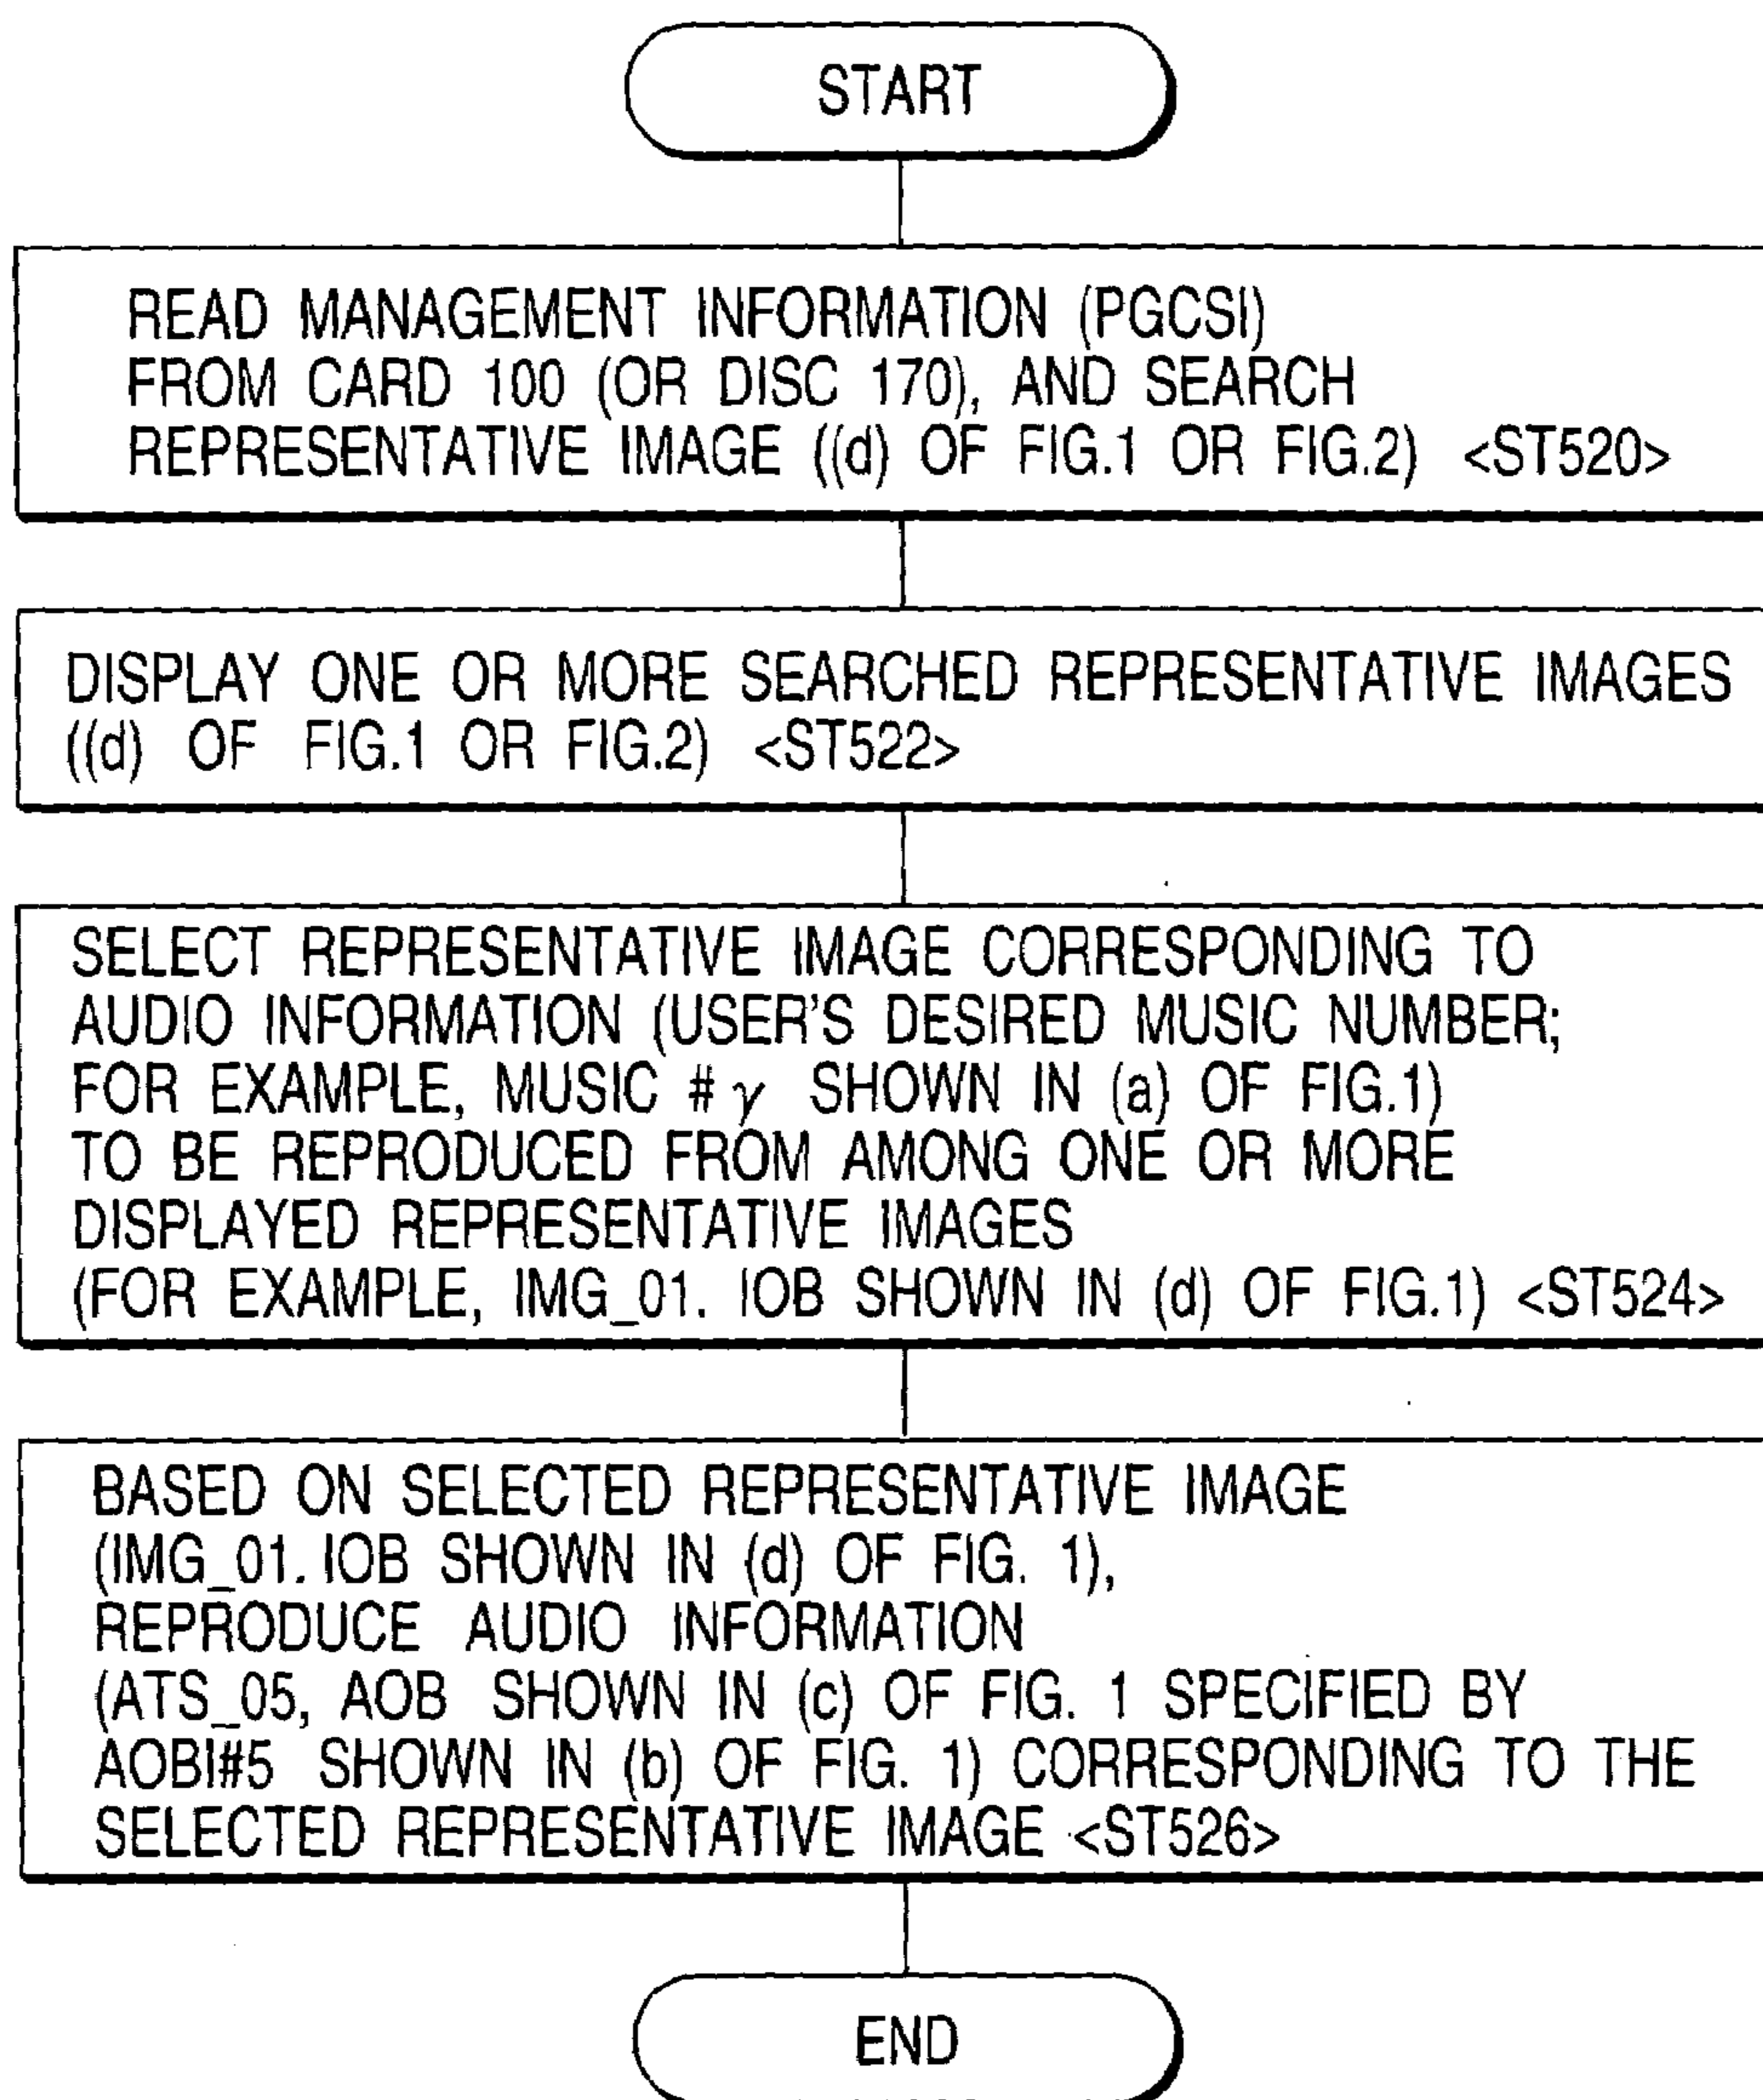 START
READ MANAGEMENT INFORMATION (PGCSI)
FROM CARD 100 (OR DISC 170), AND SEARCH
REPRESENTATIVE IMAGE ((d) OF FIG.1 OR FIG.2) <ST520>
DISPLAY ONE OR MORE SEARCHED REPRESENTATIVE IMAGES
((d) OF FIG.1 OR FIG.2) <ST522>
SELECT REPRESENTATIVE IMAGE CORRESPONDING TO
AUDIO INFORMATION (USER'S DESIRED MUSIC NUMBER;
FOR EXAMPLE, MUSIC # γ SHOWN IN (a) OF FIG.1)
TO BE REPRODUCED FROM AMONG ONE OR MORE
DISPLAYED REPRESENTATIVE IMAGES
(FOR EXAMPLE, IMG_01. IOB SHOWN IN (d) OF FIG.1) <ST524>
BASED ON SELECTED REPRESENTATIVE IMAGE
(IMG_01. IOB SHOWN IN (d) OF FIG. 1),
REPRODUCE AUDIO INFORMATION
(ATS_05, AOB SHOWN IN (c) OF FIG. 1 SPECIFIED BY
AOBI#5 SHOWN IN (b) OF FIG. 1) CORRESPONDING TO THE
SELECTED REPRESENTATIVE IMAGE <ST526>
END